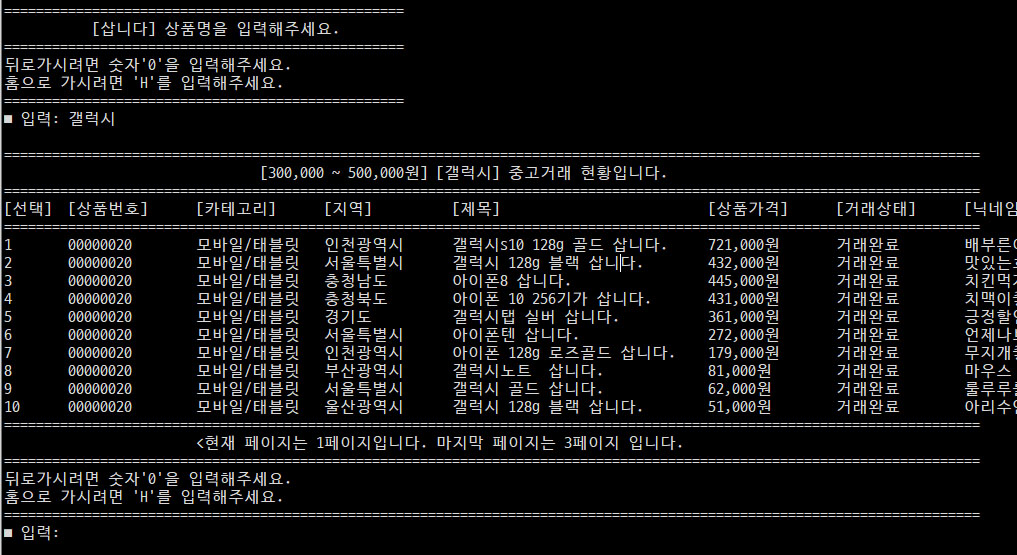 ==================================================
[삽니다] 상품명을 입력해주세요.
==================================================
뒤로가시려면 숫자'0'을 입력해주세요.
홈으로 가시려면 'H'를 입력해주세요.
==================================================
■ 입력: 갤럭시
==========================================================================================================================
[300,000 ~ 500,000원] [갤럭시] 중고거래 현황입니다.
==========================================================================================================================
[선택] [상품번호] [카테고리] [지역] [제목] [상품가격] [거래상태] [닉네임
==========================================================================================================================
1 00000020 모바일/태블릿 인천광역시 갤럭시s10 128g 골드 삽니다. 721,000원 거래완료 배부른
2 00000020 모바일/태블릿 서울특별시 갤럭시 128g 블랙 삽니다. 432,000원 거래완료 맛있는
3 00000020 모바일/태블릿 충청남도 아이폰8 삽니다. 445,000원 거래완료 치킨먹
4 00000020 모바일/태블릿 충청북도 아이폰 10 256기가 삽니다. 431,000원 거래완료 치맥이
5 00000020 모바일/태블릿 경기도 갤럭시탭 실버 삽니다. 361,000원 거래완료 긍정할
6 00000020 모바일/태블릿 서울특별시 아이폰텐 삽니다. 272,000원 거래완료 언제나
7 00000020 모바일/태블릿 인천광역시 아이폰 128g 로즈골드 삽니다. 179,000원 거래완료 무지개
8 00000020 모바일/태블릿 부산광역시 갤럭시노트 삽니다. 81,000원 거래완료 마우스
9 00000020 모바일/태블릿 서울특별시 갤럭시 골드 삽니다. 62,000원 거래완료 룰루루
10 00000020 모바일/태블릿 울산광역시 갤럭시 128g 블랙 삽니다. 51,000원 거래완료 아리수
==========================================================================================================================
<현재 페이지는 1페이지입니다. 마지막 페이지는 3페이지 입니다.
==========================================================================================================================
뒤로가시려면 숫자'0'을 입력해주세요.
홈으로 가시려면 'H'를 입력해주세요.
==========================================================================================================================
■ 입력: